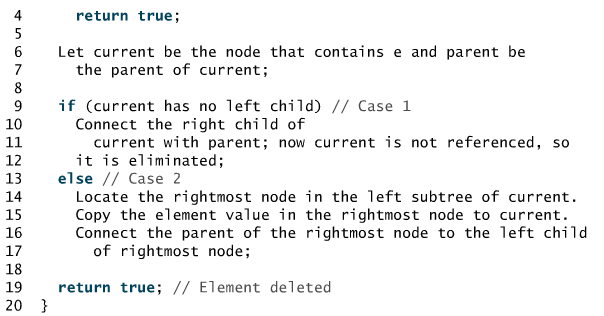 4 return true;
5
6 Let current be the node that contains e and parent be
7 the parent of current;
8
9 if (current has no left child) // Case 1
10 Connect the right child of
11 current with parent; now current is not referenced, so
12 it is eliminated;
13 else // Case 2
14 Locate the rightmost node in the left subtree of current.
15 Copy the element value in the rightmost node to current.
16 Connect the parent of the rightmost node to the left child
17 of rightmost node;
18
19 return true; // Element deleted
20 }